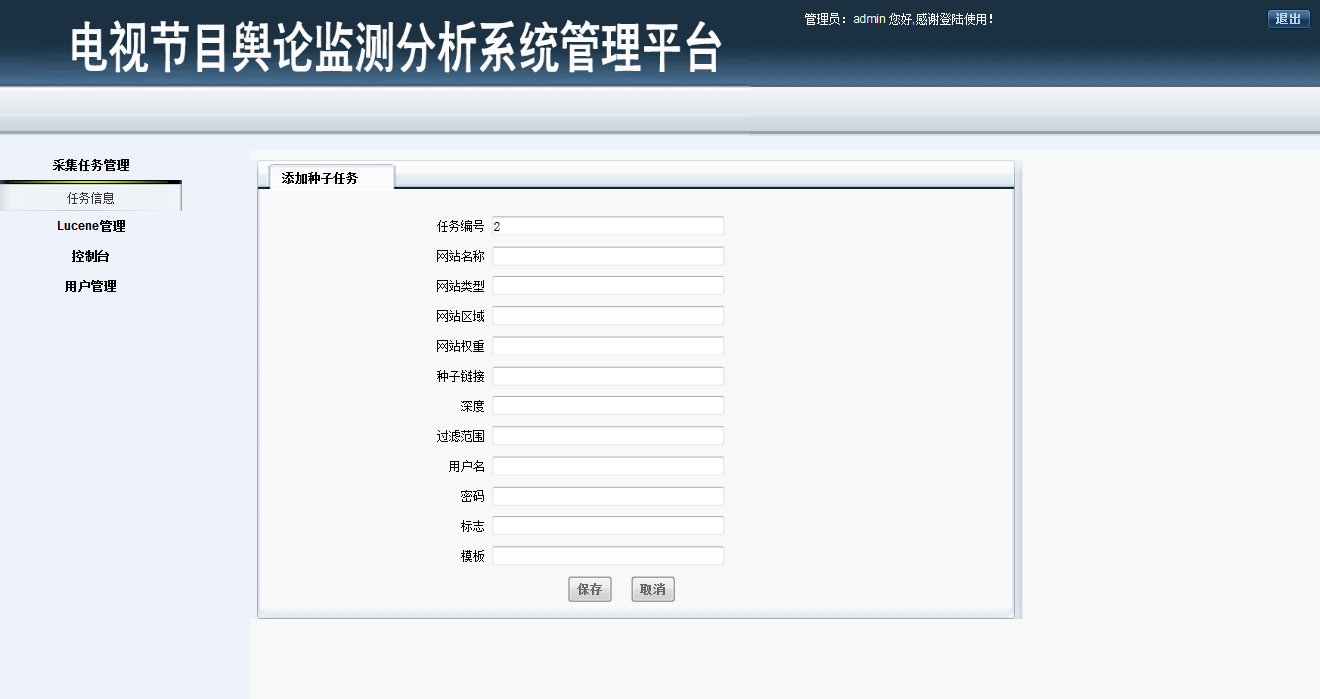 电视节目舆论监测分析系统管理平台
管理员：admin 您好,感谢登陆使用！
退出
采集任务管理
任务信息
Lucene管理
控制台
用户管理
添加种子任务
任务编号 2
网站名称
网站类型
网站区域
网站权重
种子链接
深度
过滤范围
用户名
密码
标志
模板
保存 取消